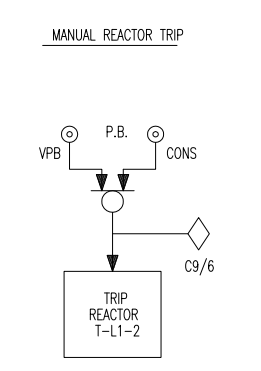 MANUAL REACTOR TRIP
P.B.
VPB
CONS
C9/6
TRIP
REACTOR
T-L1-2